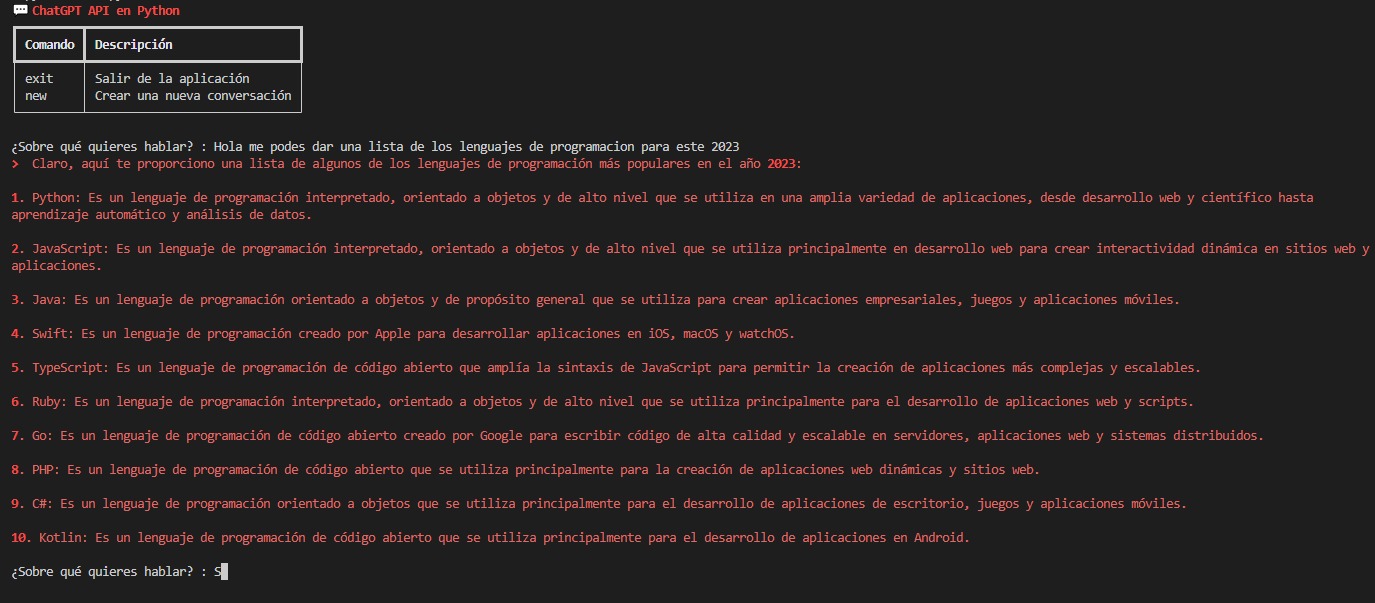 💬 ChatGPT API en Python
Comando Descripción
exit Salir de la aplicación
new Crear una nueva conversación
¿Sobre qué quieres hablar? : Hola me podes dar una lista de los lenguajes de programacion para este 2023
> Claro, aquí te proporciono una lista de algunos de los lenguajes de programación más populares en el año 2023:
1. Python: Es un lenguaje de programación interpretado, orientado a objetos y de alto nivel que se utiliza en una amplia variedad de aplicaciones, desde desarrollo web y científico hasta
aprendizaje automático y análisis de datos.
2. JavaScript: Es un lenguaje de programación interpretado, orientado a objetos y de alto nivel que se utiliza principalmente en desarrollo web para crear interactividad dinámica en sitios web y
aplicaciones.
3. Java: Es un lenguaje de programación orientado a objetos y de propósito general que se utiliza para crear aplicaciones empresariales, juegos y aplicaciones móviles.
4. Swift: Es un lenguaje de programación creado por Apple para desarrollar aplicaciones en iOS, macOS y watchOS.
5. TypeScript: Es un lenguaje de programación de código abierto que amplía la sintaxis de JavaScript para permitir la creación de aplicaciones más complejas y escalables.
6. Ruby: Es un lenguaje de programación interpretado, orientado a objetos y de alto nivel que se utiliza principalmente para el desarrollo de aplicaciones web y scripts.
7. Go: Es un lenguaje de programación de código abierto creado por Google para escribir código de alta calidad y escalable en servidores, aplicaciones web y sistemas distribuidos.
8. PHP: Es un lenguaje de programación de código abierto que se utiliza principalmente para la creación de aplicaciones web dinámicas y sitios web.
9. C#: Es un lenguaje de programación orientado a objetos que se utiliza principalmente para el desarrollo de aplicaciones de escritorio, juegos y aplicaciones móviles.
10. Kotlin: Es un lenguaje de programación de código abierto que se utiliza principalmente para el desarrollo de aplicaciones en Android.
¿Sobre qué quieres hablar? : S